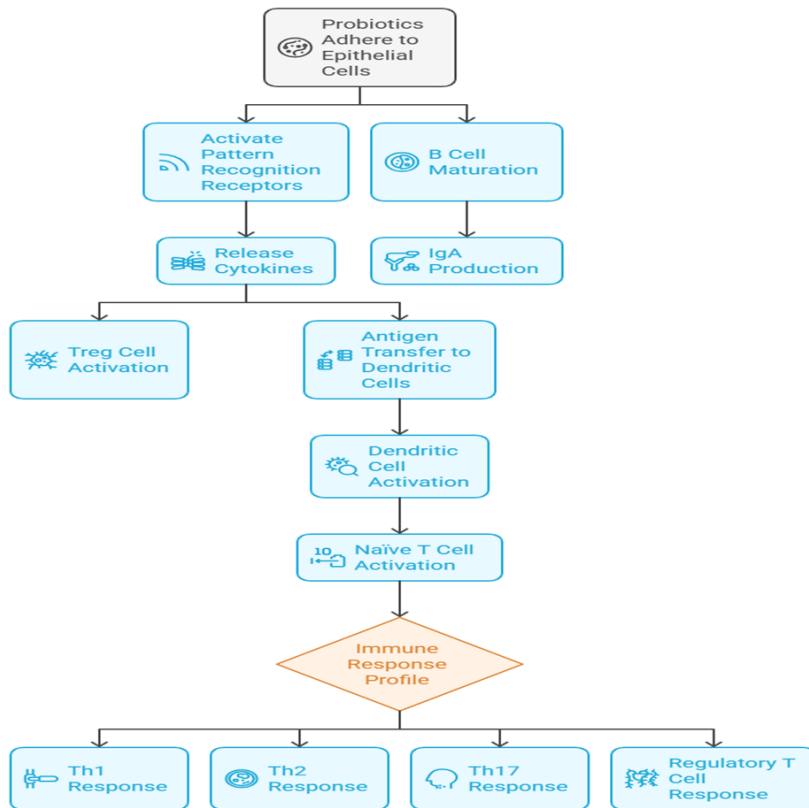 Probiotics
Adhere to
Epithelial
Cells
Activate
Pattern
Recognition
Receptors
B Cell
Maturation
Release
Cytokines
IgA
Production
Treg Cell
Activation
Antigen
Transfer to
Dendritic
Cells
Dendritic
Cell
Activation
10
Naïve T Cell
Activation
Immune
Response
Profile
Th1
Response
Th2
Response
Th17
Response
Regulatory T
Cell
Response